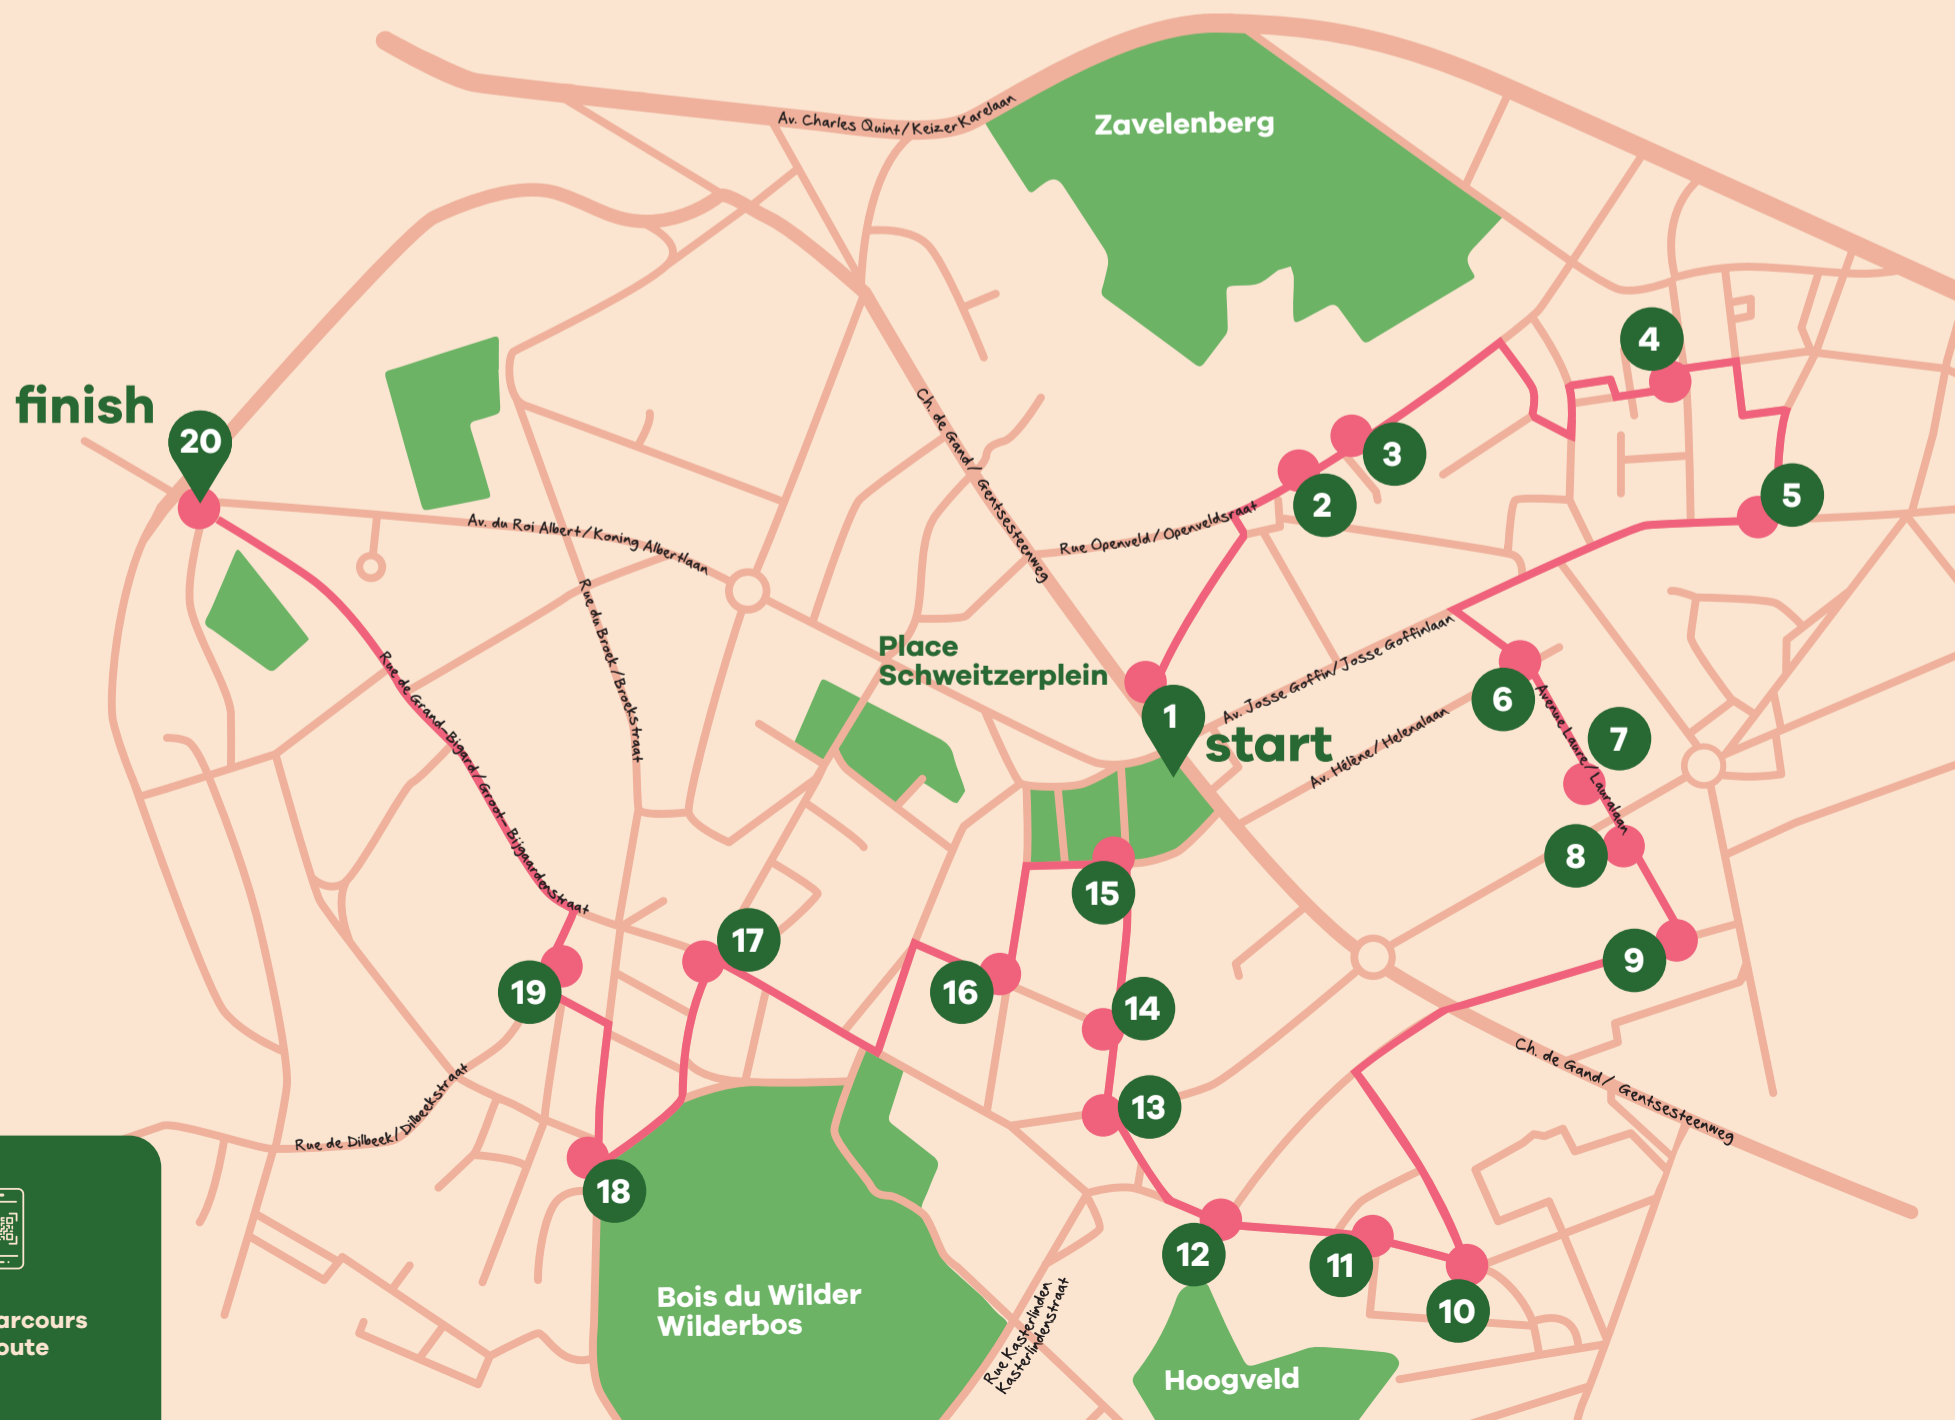 Av. Charles Quint/Keizer Karelaan
Zavelenberg
4
finish
20
Ch. de Gand/ Gentsesteenweg
3
2
5
Av. du Roi Albert/Koning Albertlaan
Rue Openveld/Openveldsraat
Rue du Broek/Broekstraat
Place
Schweitzerplein
Av. Josse Goffin/Josse Goffinlaan
1
start
6
7
Avenue Laure/Lauralaan
Av. Hélène/Helenalaan
Rue de Grand-Bigard/Groot-Bijgaardenstraat
8
15
17
9
19
16
14
Ch. de Gand/ Gentsesteenweg
13
Rue de Dilbeek/Dilbeekstraat
18
12
11
10
Bois du Wilder
Wilderbos
Rue Kasterlinden
Kasterlindenstraat
Hoogveld
arcours
oute